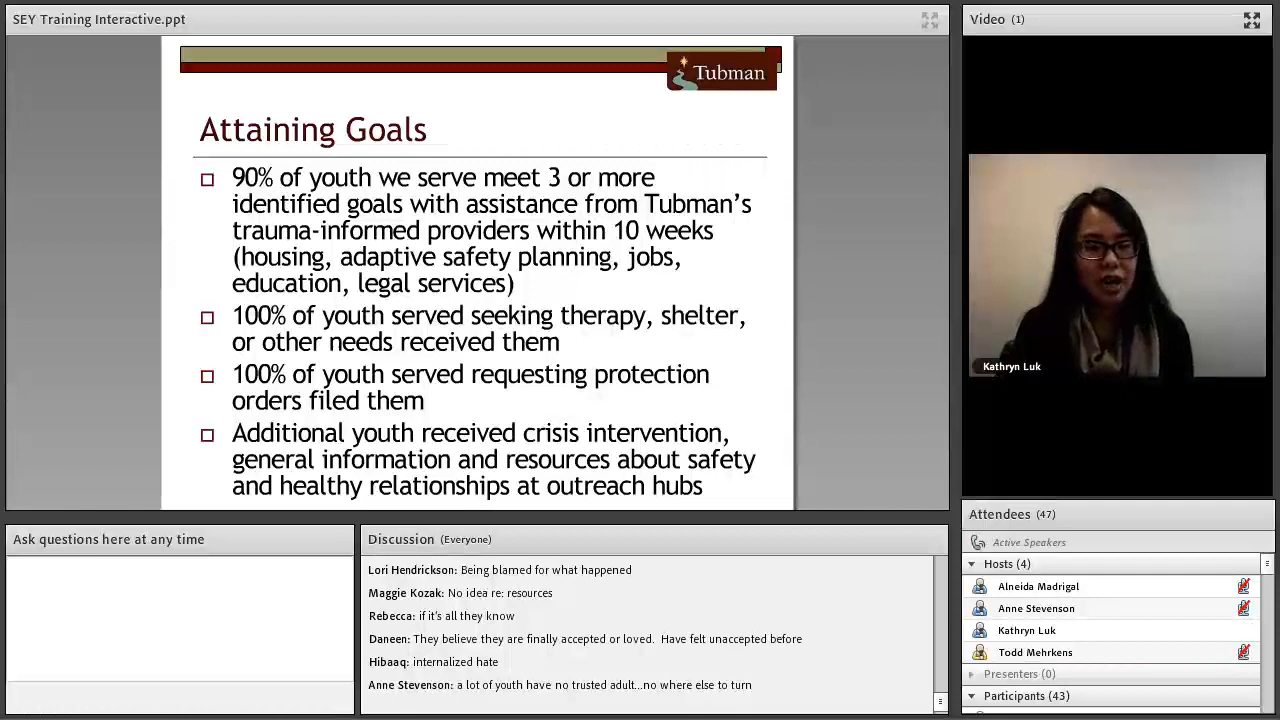 SEY Training Interactive.ppt
Tubman
Attaining Goals
90% of youth we serve meet 3 or more
identified goals with assistance from Tubman’s
trauma-informed providers within 10 weeks
(housing, adaptive safety planning, jobs,
education, legal services)
100% of youth served seeking therapy, shelter,
or other needs received them
100% of youth served requesting protection
orders filed them
Additional youth received crisis intervention,
general information and resources about safety
and healthy relationships at outreach hubs
Video (1)
Kathryn Luk
Ask questions here at any time
Discussion (Everyone)
Lori Hendrickson: Being blamed for what happened
Maggie Kozak: No idea re: resources
Rebecca: if it's all they know
Daneen: They believe they are finally accepted or loved. Have felt unaccepted before
Hibaaq: internalized hate
Anne Stevenson: a lot of youth have no trusted adult...no where else to turn
Attendees (47)
Active Speakers
Hosts (4)
Alneida Madrigal
Anne Stevenson
Kathryn Luk
Todd Mehrkens
Presenters (0)
Participants (43)